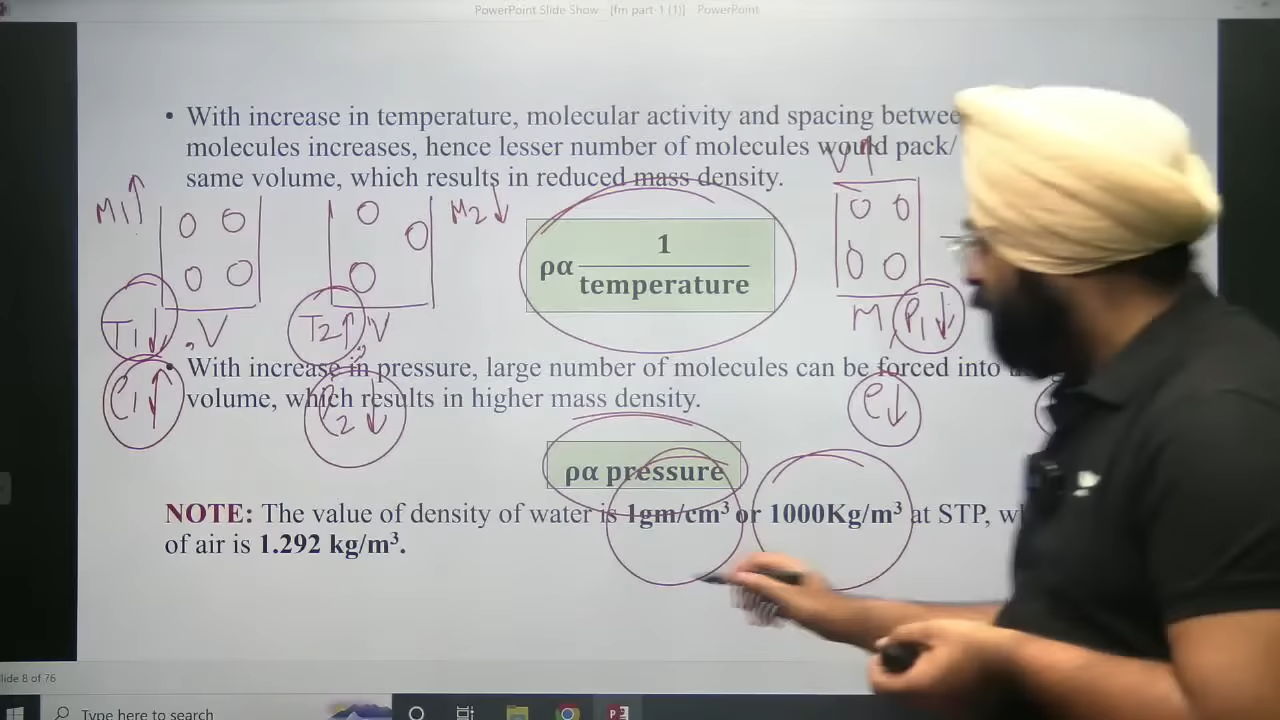 PowerPoint Slide Show - [fm part-1 (1)] - PowerPoint
• With increase in temperature, molecular activity and spacing
molecules increases, hence lesser number of molecules would pack/
same volume, which results in reduced mass density.
V↑
M1↑
M2↓
ρα 1/temperature
T1↓, V
T2↑, V
M, P1↓
• With increase in pressure, large number of molecules can be forced into
volume, which results in higher mass density.
ρ1↑
ρ2↓
ρ↓
ρα pressure
NOTE: The value of density of water is 1gm/cm³ or 1000Kg/m³ at STP,
of air is 1.292 kg/m³.
lide 8 of 76
Type here to search